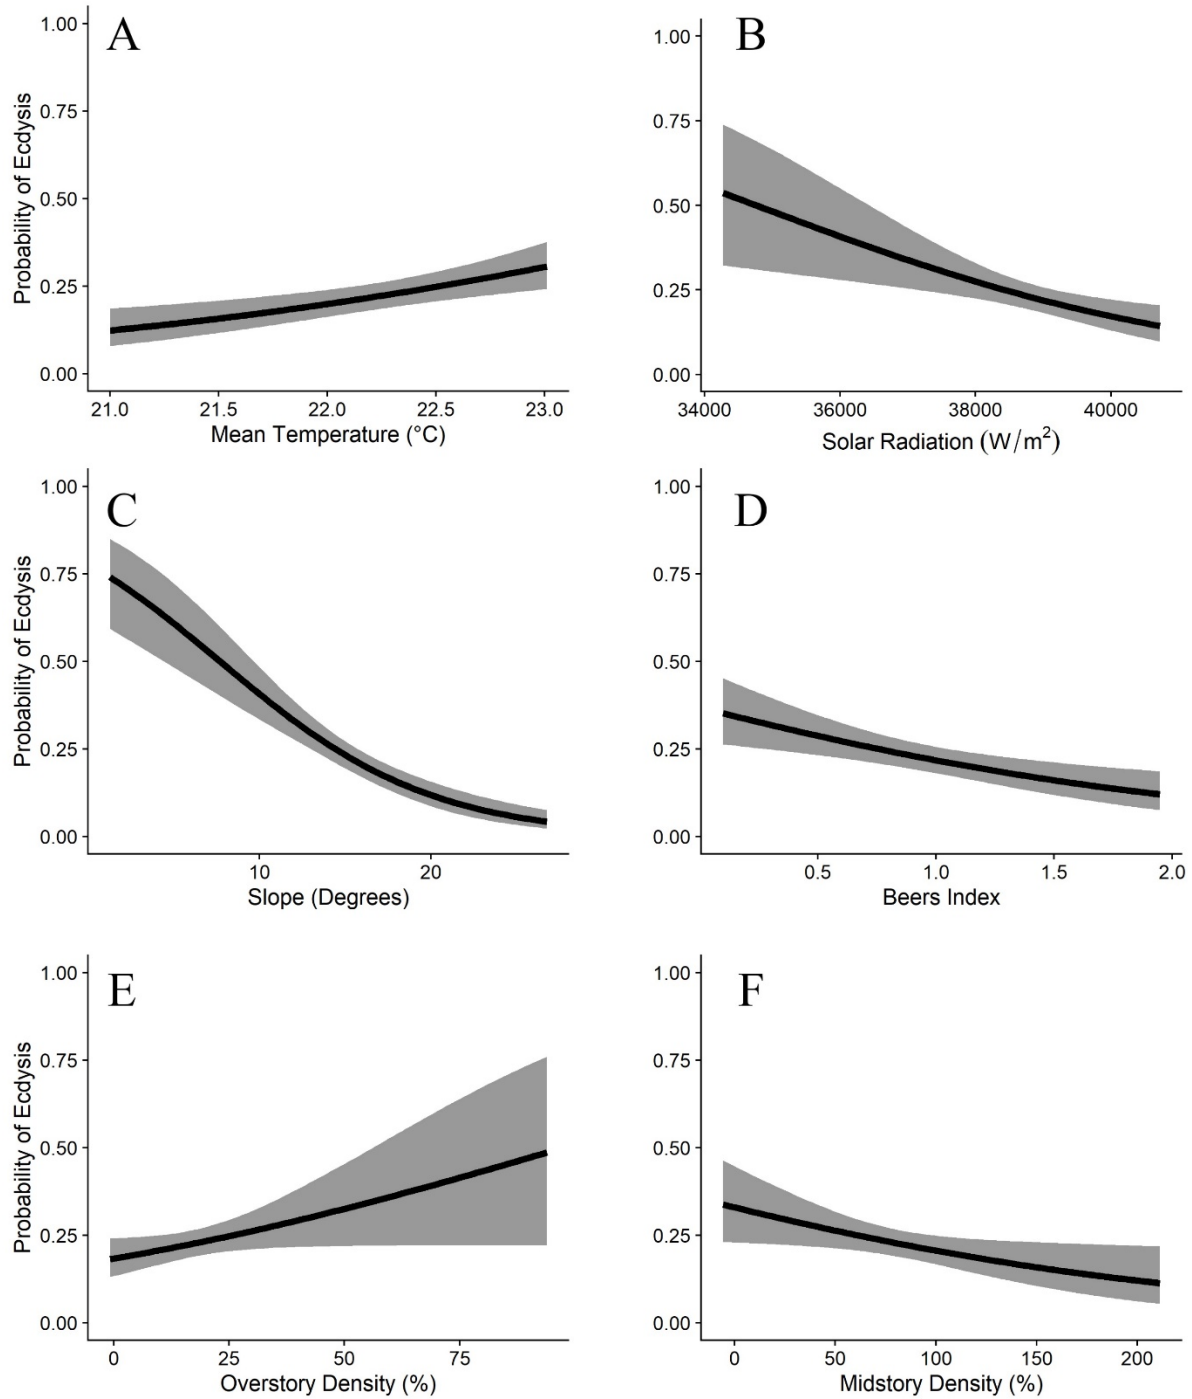 A
1.00
0.75
0.50
0.25
0.00
Probability of Ecdysis
21.0 21.5 22.0 22.5 23.0
Mean Temperature (°C)
B
1.00
0.75
0.50
0.25
0.00
34000 36000 38000 40000
Solar Radiation (W/m²)
C
1.00
0.75
0.50
0.25
0.00
Probability of Ecdysis
10 20
Slope (Degrees)
D
1.00
0.75
0.50
0.25
0.00
0.5 1.0 1.5 2.0
Beers Index
E
1.00
0.75
0.50
0.25
0.00
Probability of Ecdysis
0 25 50 75
Overstory Density (%)
F
1.00
0.75
0.50
0.25
0.00
0 50 100 150 200
Midstory Density (%)